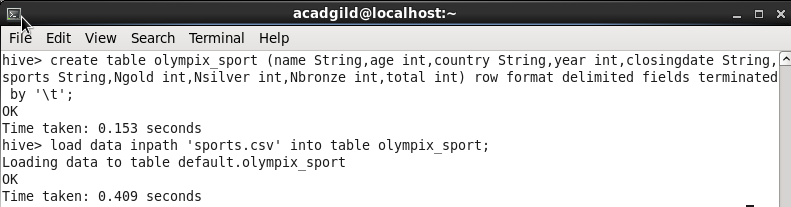 acadgild@localhost:~
File Edit View Search Terminal Help
hive> create table olympix_sport (name String,age int,country String,year int,closingdate String,
sports String,Ngold int,Nsilver int,Nbronze int,total int) row format delimited fields terminated
 by '\t';
OK
Time taken: 0.153 seconds
hive> load data inpath 'sports.csv' into table olympix_sport;
Loading data to table default.olympix_sport
OK
Time taken: 0.409 seconds